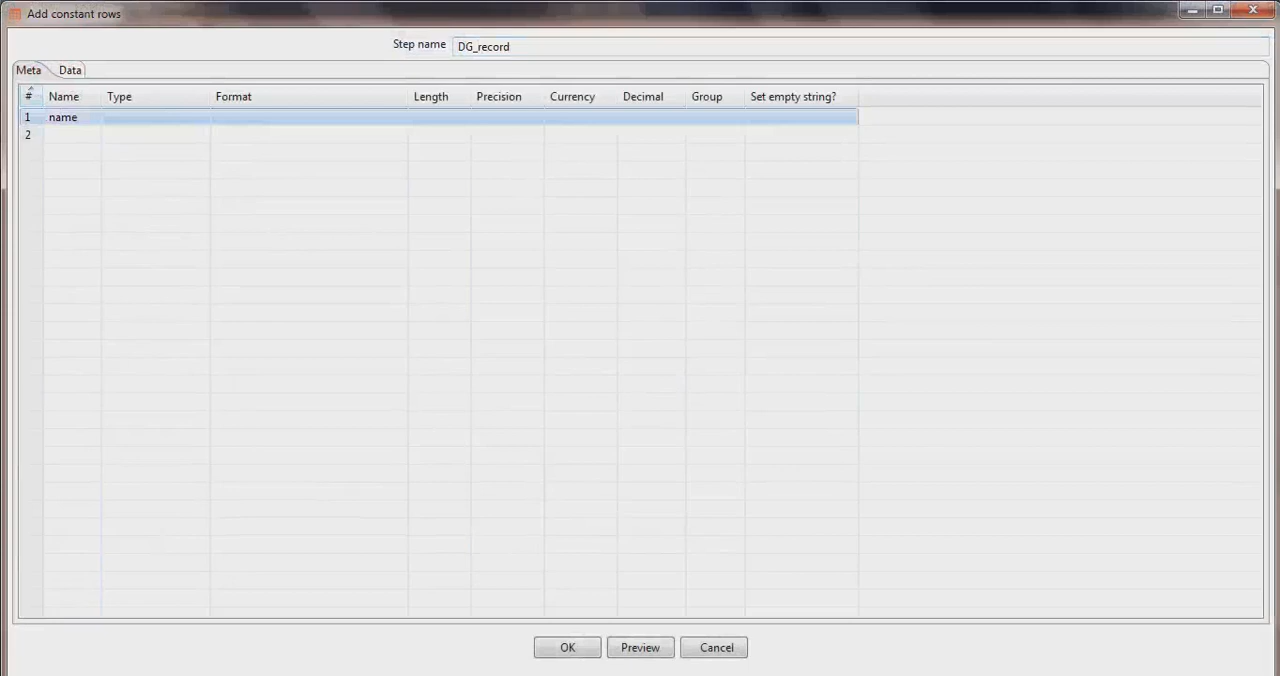 Add constant rows
Step name DG_record
Meta Data
# Name Type Format Length Precision Currency Decimal Group Set empty string?
1 name
2
OK Preview Cancel